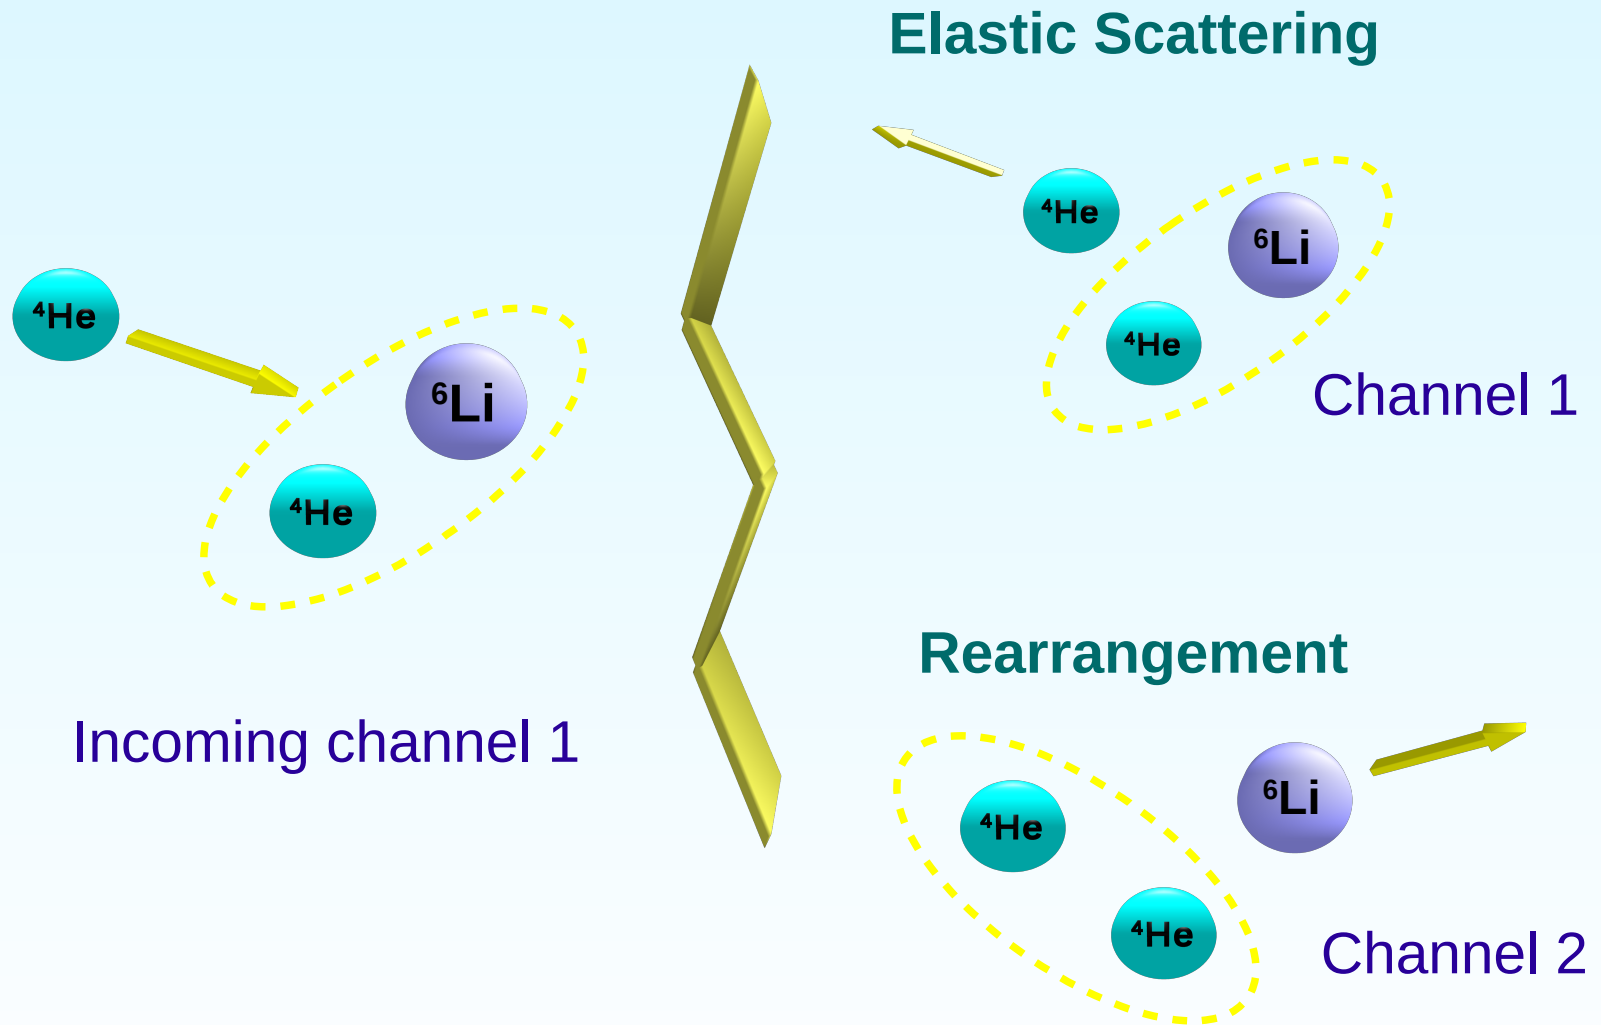 Elastic Scattering
⁴He
⁶Li
⁴He
Channel 1
⁴He
⁶Li
⁴He
Incoming channel 1
Rearrangement
⁶Li
⁴He
⁴He
Channel 2